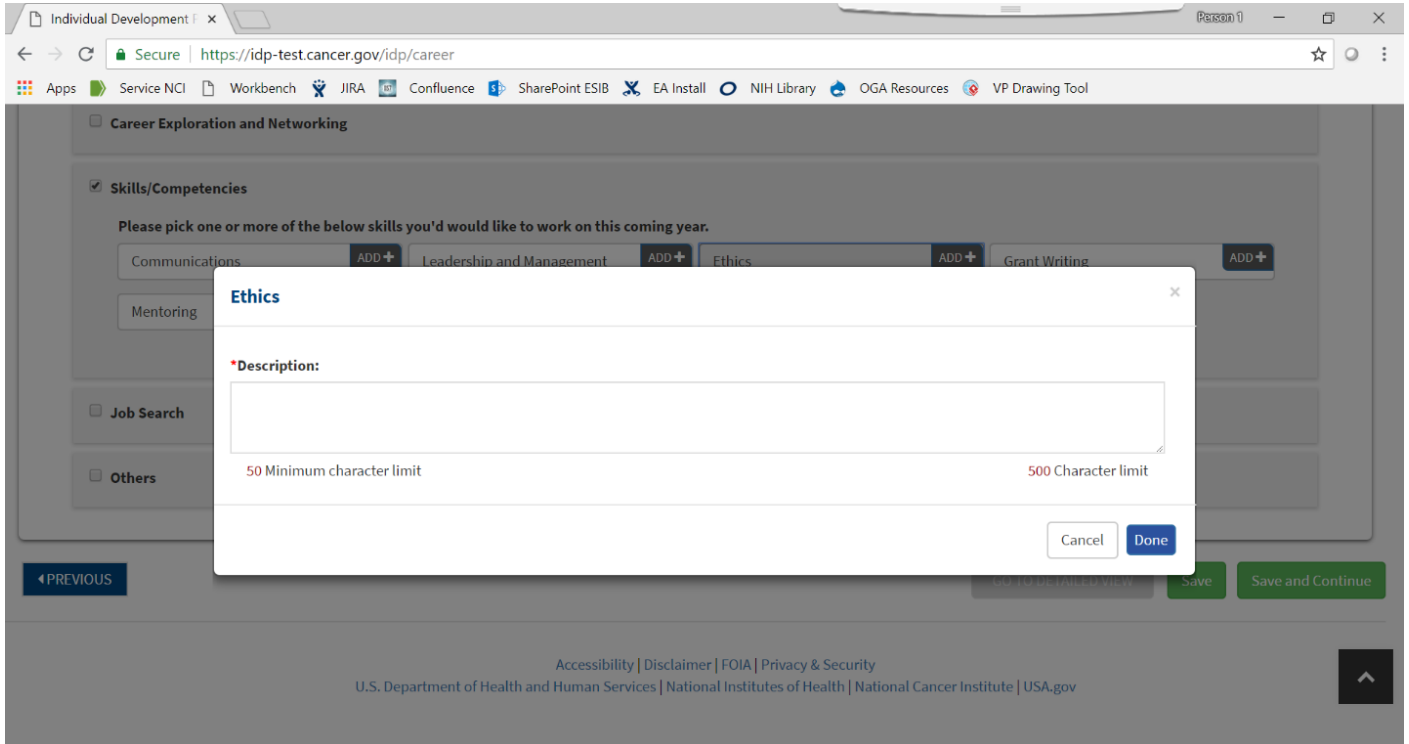 Individual Development P
Person 1
Secure https://idp-test.cancer.gov/idp/career
Apps Service NCI Workbench JIRA Confluence SharePoint ESIB EA Install NIH Library OGA Resources VP Drawing Tool
Career Exploration and Networking
Skills/Competencies
Please pick one or more of the below skills you'd would like to work on this coming year.
Communications ADD + Leadership and Management ADD + Ethics ADD + Grant Writing ADD +
Mentoring
Ethics
*Description:
50 Minimum character limit 500 Character limit
Job Search
Others
Cancel Done
PREVIOUS GO TO DETAILED VIEW Save Save and Continue
Accessibility | Disclaimer | FOIA | Privacy & Security
U.S. Department of Health and Human Services | National Institutes of Health | National Cancer Institute | USA.gov